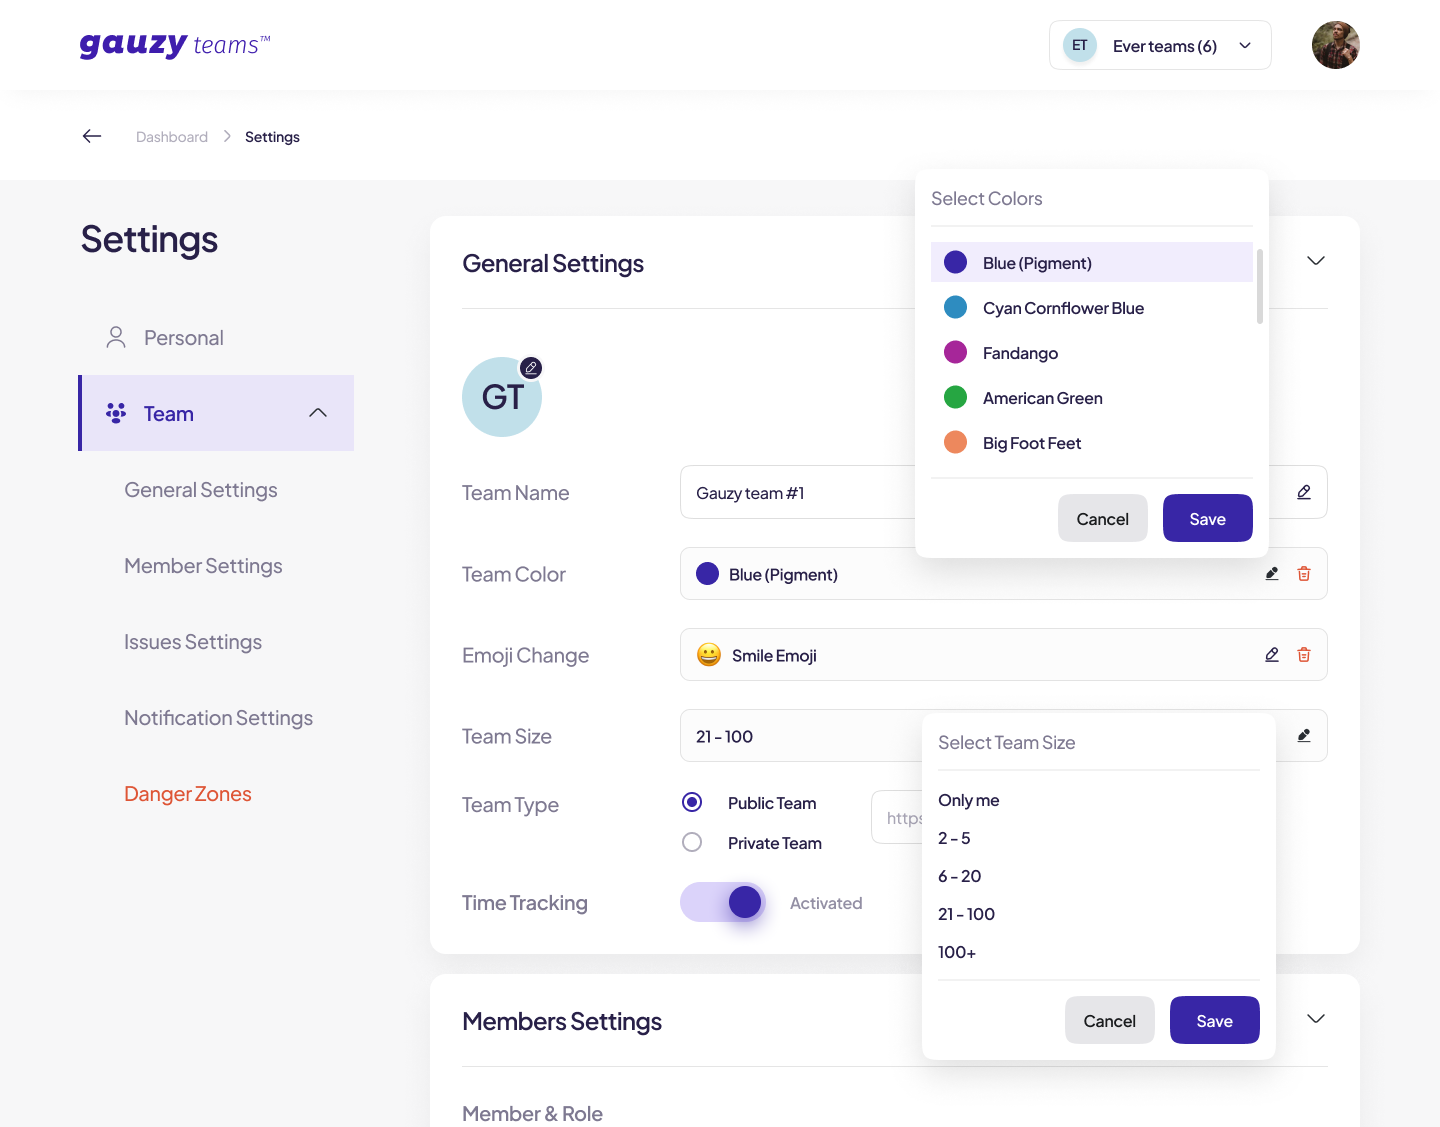 gauzy teams™
ET Ever teams (6)
Dashboard Settings
Settings
Personal
Team
General Settings
Member Settings
Issues Settings
Notification Settings
Danger Zones
General Settings
GT
Team Name
Gauzy team #1
Team Color
Blue (Pigment)
Emoji Change
Smile Emoji
Team Size
21 - 100
Team Type
Public Team
https
Private Team
Time Tracking
Activated
Select Colors
Blue (Pigment)
Cyan Cornflower Blue
Fandango
American Green
Big Foot Feet
Cancel Save
Select Team Size
Only me
2 - 5
6 - 20
21 - 100
100+
Cancel Save
Members Settings
Member & Role